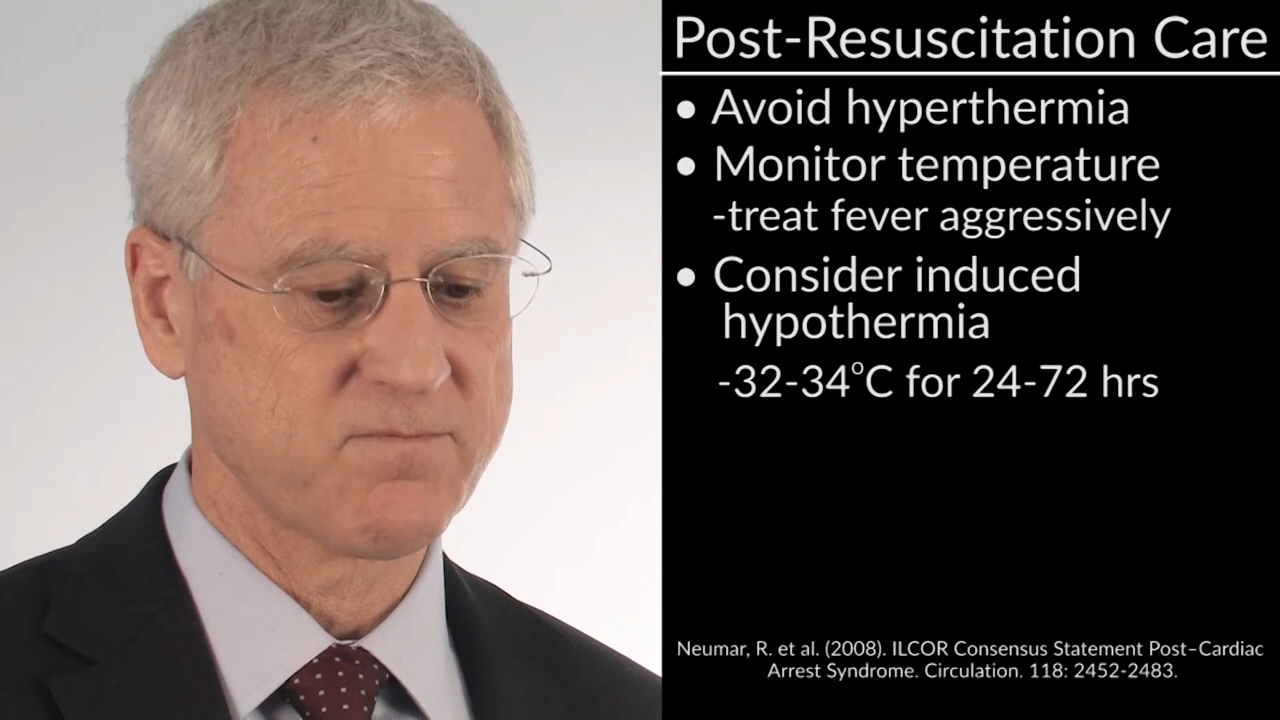 Post-Resuscitation Care
• Avoid hyperthermia
• Monitor temperature
-treat fever aggressively
• Consider induced
hypothermia
-32-34°C for 24-72 hrs
Neumar, R. et al. (2008). ILCOR Consensus Statement Post–Cardiac
Arrest Syndrome. Circulation. 118: 2452-2483.